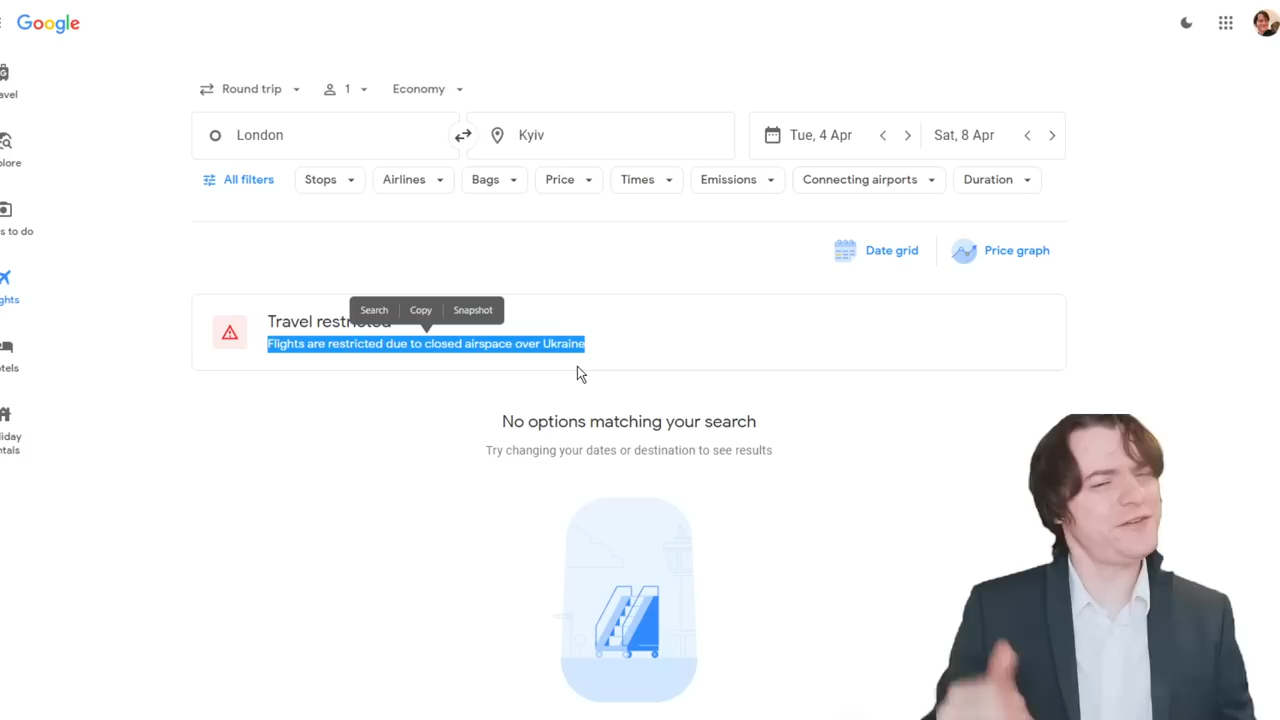 Google
Round trip
1
Economy
avel
London
Kyiv
Tue, 4 Apr
Sat, 8 Apr
plore
All filters
Stops
Airlines
Bags
Price
Times
Emissions
Connecting airports
Duration
s to do
Date grid
Price graph
ghts
Search
Copy
Snapshot
Travel restricted
Flights are restricted due to closed airspace over Ukraine
tels
No options matching your search
liday
ntals
Try changing your dates or destination to see results